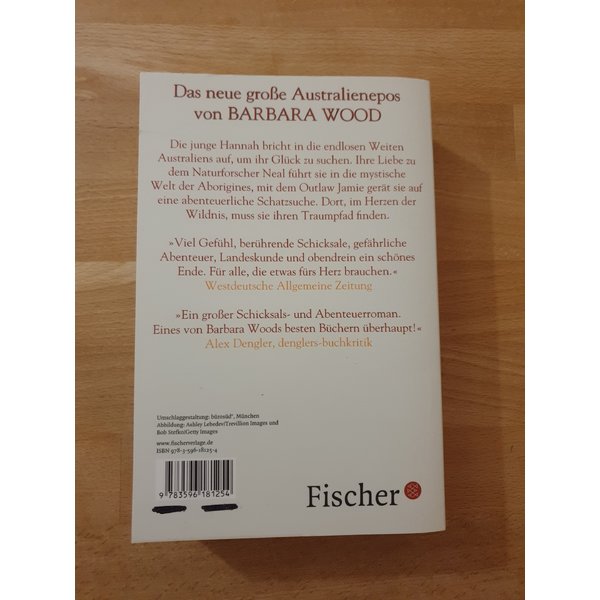 Das neue große Australienepos
von BARBARA WOOD
Die junge Hannah bricht in die endlosen Weiten
Australiens auf, um ihr Glück zu suchen. Ihre Liebe zu
dem Naturforscher Neal führt sie in die mystische
Welt der Aborigines, mit dem Outlaw Jamie gerät sie auf
eine abenteuerliche Schatzsuche. Dort, im Herzen der
Wildnis, muss sie ihren Traumpfad finden.
»Viel Gefühl, berührende Schicksale, gefährliche
Abenteuer, Landeskunde und obendrein ein schönes
Ende. Für alle, die etwas fürs Herz brauchen.«
Westdeutsche Allgemeine Zeitung
»Ein großer Schicksals- und Abenteuerroman.
Eines von Barbara Woods besten Büchern überhaupt!«
Alex Dengler, denglers-buchkritik
Umschlaggestaltung: bürosüd°, München
Abbildung: Ashley Lebedev/Trevillion Images und
Bob Stefko/Getty Images
www.fischerverlage.de
ISBN 978-3-596-18125-4
9 783596 181254
Fischer